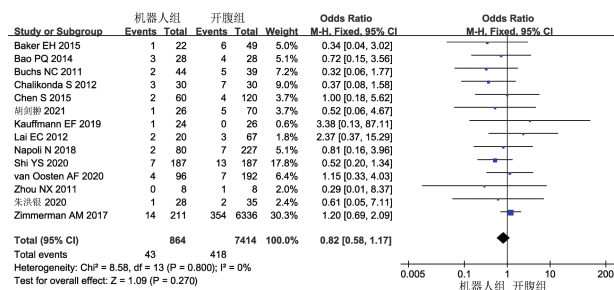 机器人组 开腹组 Odds Ratio Odds Ratio
Study or Subgroup Events Total Events Total Weight M-H. Fixed. 95% CI M-H. Fixed. 95% CI
Baker EH 2015 1 22 6 49 5.0% 0.34 [0.04, 3.02]
Bao PQ 2014 3 28 4 28 5.0% 0.72 [0.15, 3.56]
Buchs NC 2011 2 44 5 39 7.2% 0.32 [0.06, 1.77]
Chalikonda S 2012 3 30 7 30 8.9% 0.37 [0.08, 1.58]
Chen S 2015 2 60 4 120 3.6% 1.00 [0.18, 5.62]
胡剑翀 2021 1 26 5 70 3.7% 0.52 [0.06, 4.67]
Kauffmann EF 2019 1 24 0 26 0.6% 3.38 [0.13, 87.11]
Lai EC 2012 2 20 3 67 1.8% 2.37 [0.37, 15.29]
Napoli N 2018 2 80 7 227 5.0% 0.81 [0.16, 3.96]
Shi YS 2020 7 187 13 187 17.8% 0.52 [0.20, 1.34]
van Oosten AF 2020 4 96 7 192 6.4% 1.15 [0.33, 4.03]
Zhou NX 2011 0 8 1 8 2.0% 0.29 [0.01, 8.37]
朱洪银 2020 1 28 2 35 2.4% 0.61 [0.05, 7.11]
Zimmerman AM 2017 14 211 354 6336 30.3% 1.20 [0.69, 2.09]
Total (95% CI) 864 7414 100.0% 0.82 [0.58, 1.17]
Total events 43 418
Heterogeneity: Chi² = 8.58, df = 13 (P = 0.800); I² = 0%
Test for overall effect: Z = 1.09 (P = 0.270)
0.005 0.1 1 10 200
机器人组 开腹组